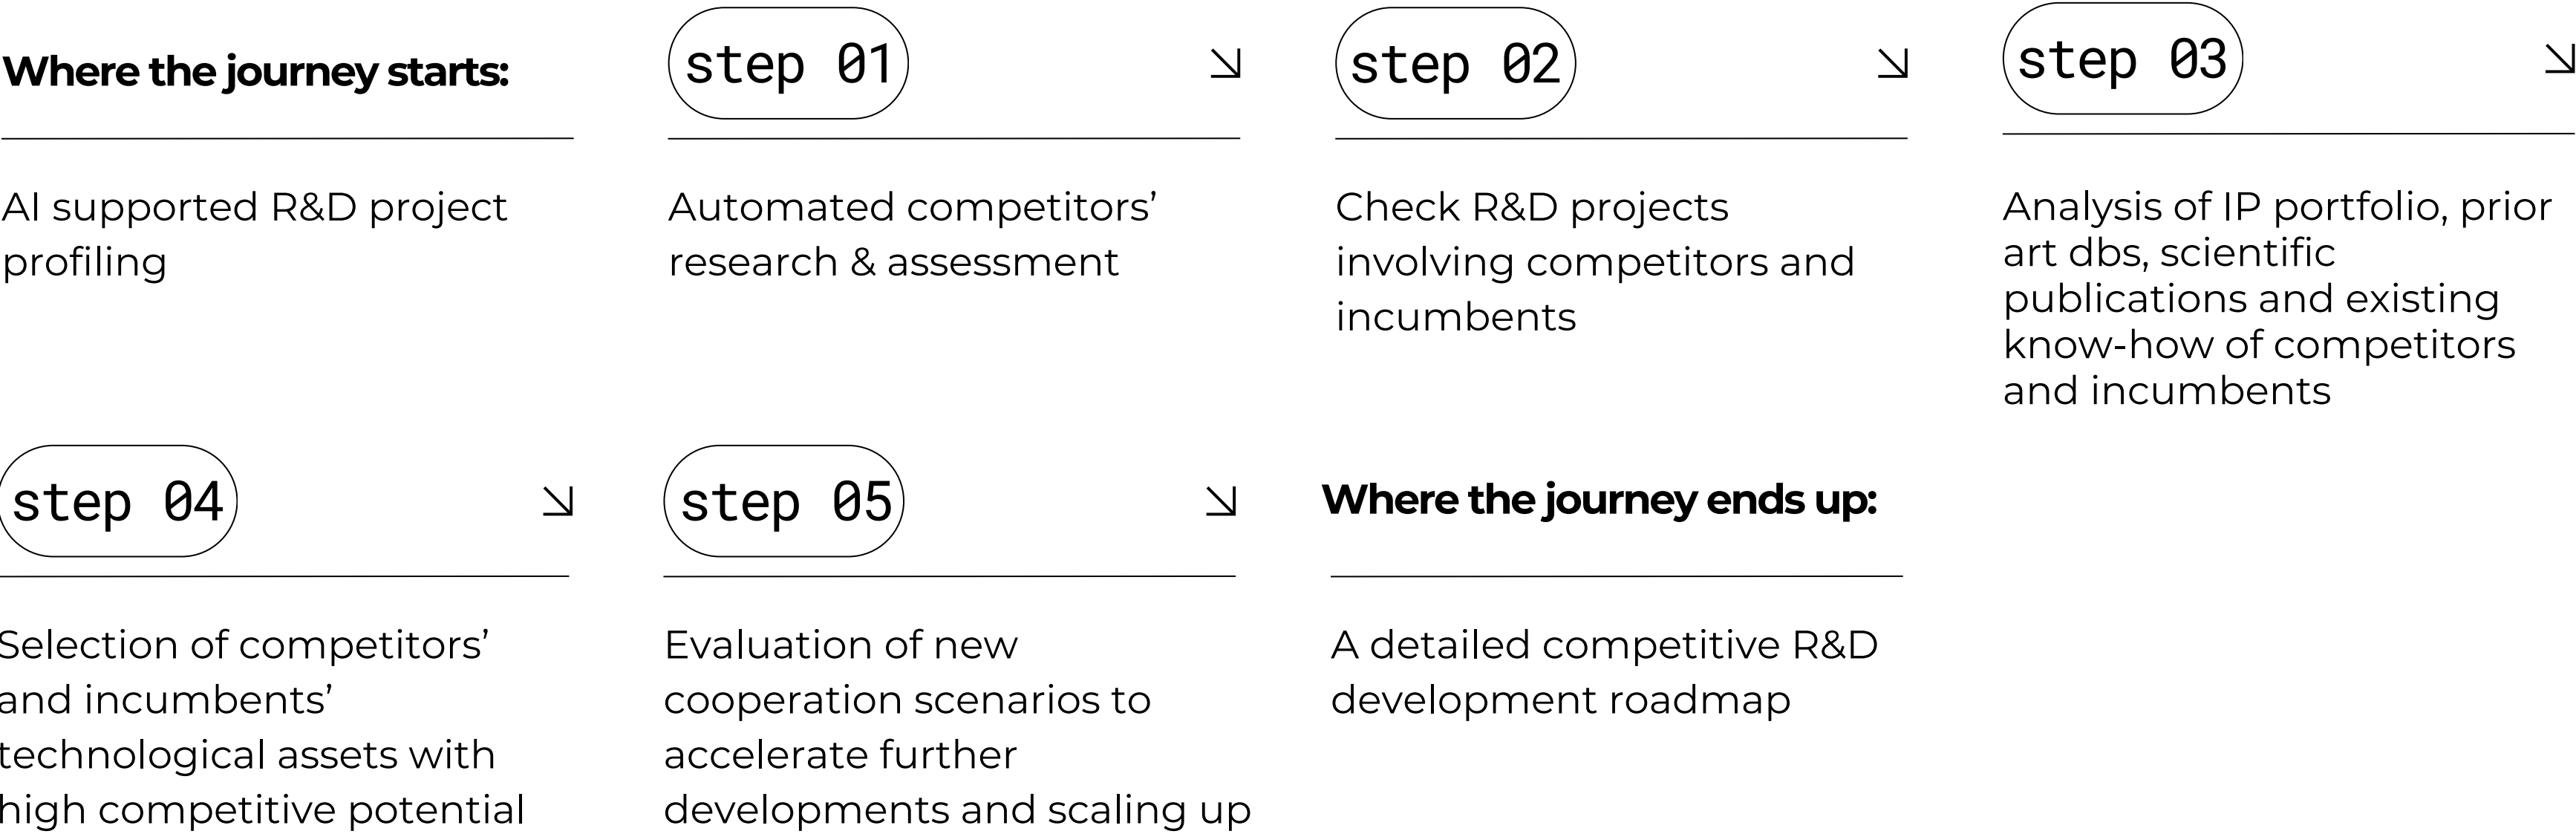 Where the journey starts:
AI supported R&D project
profiling
step 01
Automated competitors’
research & assessment
step 02
Check R&D projects
involving competitors and
incumbents
step 03
Analysis of IP portfolio, prior
art dbs, scientific
publications and existing
know-how of competitors
and incumbents
step 04
Selection of competitors’
and incumbents’
technological assets with
high competitive potential
step 05
Evaluation of new
cooperation scenarios to
accelerate further
developments and scaling up
Where the journey ends up:
A detailed competitive R&D
development roadmap